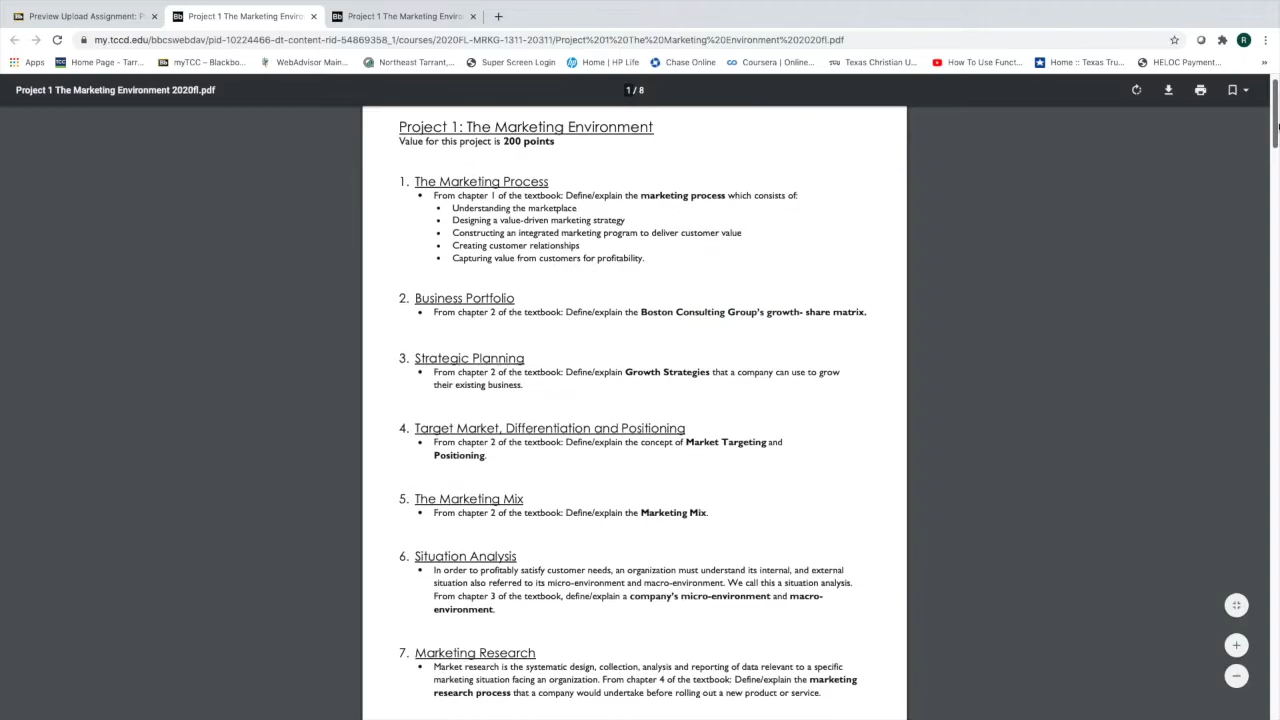 Preview Upload Assignment: P
Project 1 The Marketing Environ
Project 1 The Marketing Enviro
my.tccd.edu/bbcswebdav/pid-10224466-dt-content-rid-54869358_1/courses/2020FL-MRKG-1311-20311/Project%201%20The%20Marketing%20Environment%202020fl.pdf
Apps
Home Page - Tarr...
myTCC – Blackbo...
WebAdvisor Main...
Northeast Tarrant,...
Super Screen Login
Home | HP Life
Chase Online
Coursera | Online...
Texas Christian U...
How To Use Funct...
Home :: Texas Tru...
HELOC Payment...
Project 1 The Marketing Environment 2020fl.pdf
1 / 8
Project 1: The Marketing Environment
Value for this project is 200 points
1. The Marketing Process
• From chapter 1 of the textbook: Define/explain the marketing process which consists of:
• Understanding the marketplace
• Designing a value-driven marketing strategy
• Constructing an integrated marketing program to deliver customer value
• Creating customer relationships
• Capturing value from customers for profitability.
2. Business Portfolio
• From chapter 2 of the textbook: Define/explain the Boston Consulting Group's growth- share matrix.
3. Strategic Planning
• From chapter 2 of the textbook: Define/explain Growth Strategies that a company can use to grow
their existing business.
4. Target Market, Differentiation and Positioning
• From chapter 2 of the textbook: Define/explain the concept of Market Targeting and
Positioning.
5. The Marketing Mix
• From chapter 2 of the textbook: Define/explain the Marketing Mix.
6. Situation Analysis
• In order to profitably satisfy customer needs, an organization must understand its internal, and external
situation also referred to its micro-environment and macro-environment. We call this a situation analysis.
From chapter 3 of the textbook, define/explain a company's micro-environment and macro-
environment.
7. Marketing Research
• Market research is the systematic design, collection, analysis and reporting of data relevant to a specific
marketing situation facing an organization. From chapter 4 of the textbook: Define/explain the marketing
research process that a company would undertake before rolling out a new product or service.